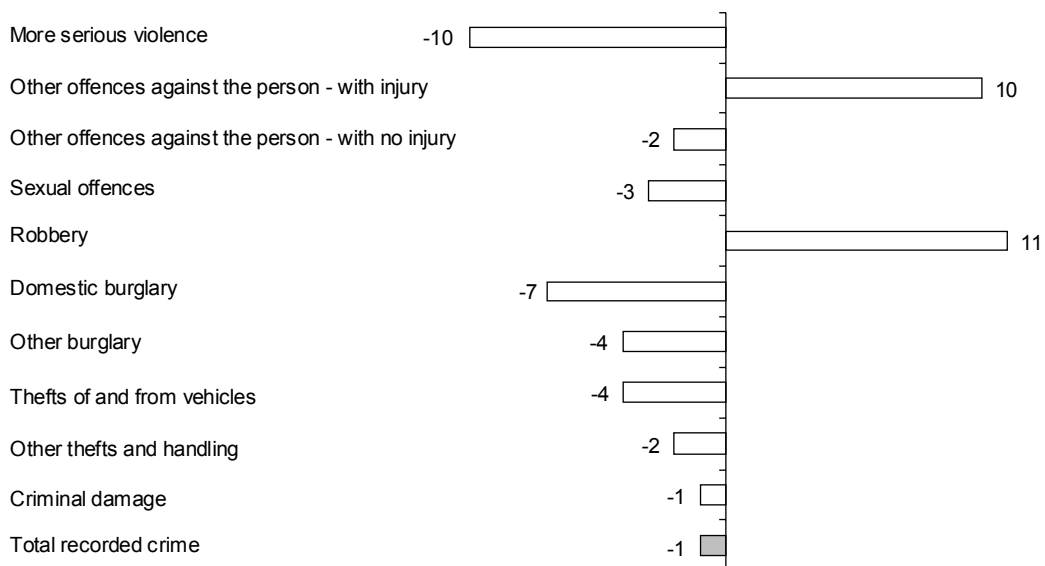 More serious violence -10
Other offences against the person - with injury 10
Other offences against the person - with no injury -2
Sexual offences -3
Robbery 11
Domestic burglary -7
Other burglary -4
Thefts of and from vehicles -4
Other thefts and handling -2
Criminal damage -1
Total recorded crime -1